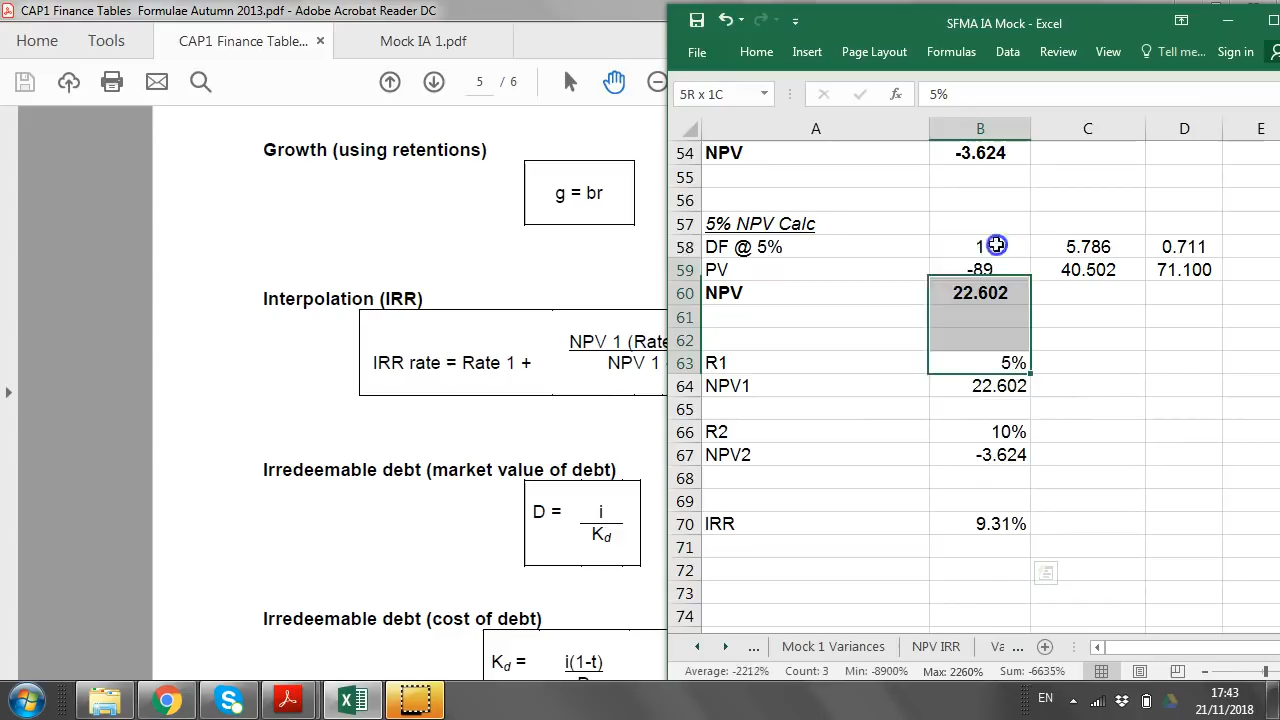 CAP1 Finance Tables Formulae Autumn 2013.pdf - Adobe Acrobat Reader DC
Home Tools CAP1 Finance Table... × Mock IA 1.pdf
5 / 6
Growth (using retentions)
g = br
Interpolation (IRR)
IRR rate = Rate 1 + NPV 1 (Rate
NPV 1
Irredeemable debt (market value of debt)
D = i
Kd
Irredeemable debt (cost of debt)
Kd = i(1-t)
SFMA IA Mock - Excel
File Home Insert Page Layout Formulas Data Review View Tell me... Sign in
5R x 1C fx 5%
A B C D E
54 NPV -3.624
55
56
57 5% NPV Calc
58 DF @ 5% 1 5.786 0.711
59 PV -89 40.502 71.100
60 NPV 22.602
61
62
63 R1 5%
64 NPV1 22.602
65
66 R2 10%
67 NPV2 -3.624
68
69
70 IRR 9.31%
71
72
73
74
... Mock 1 Variances NPV IRR Va ...
Average: -2212% Count: 3 Min: -8900% Max: 2260% Sum: -6635%
EN 17:43
21/11/2018